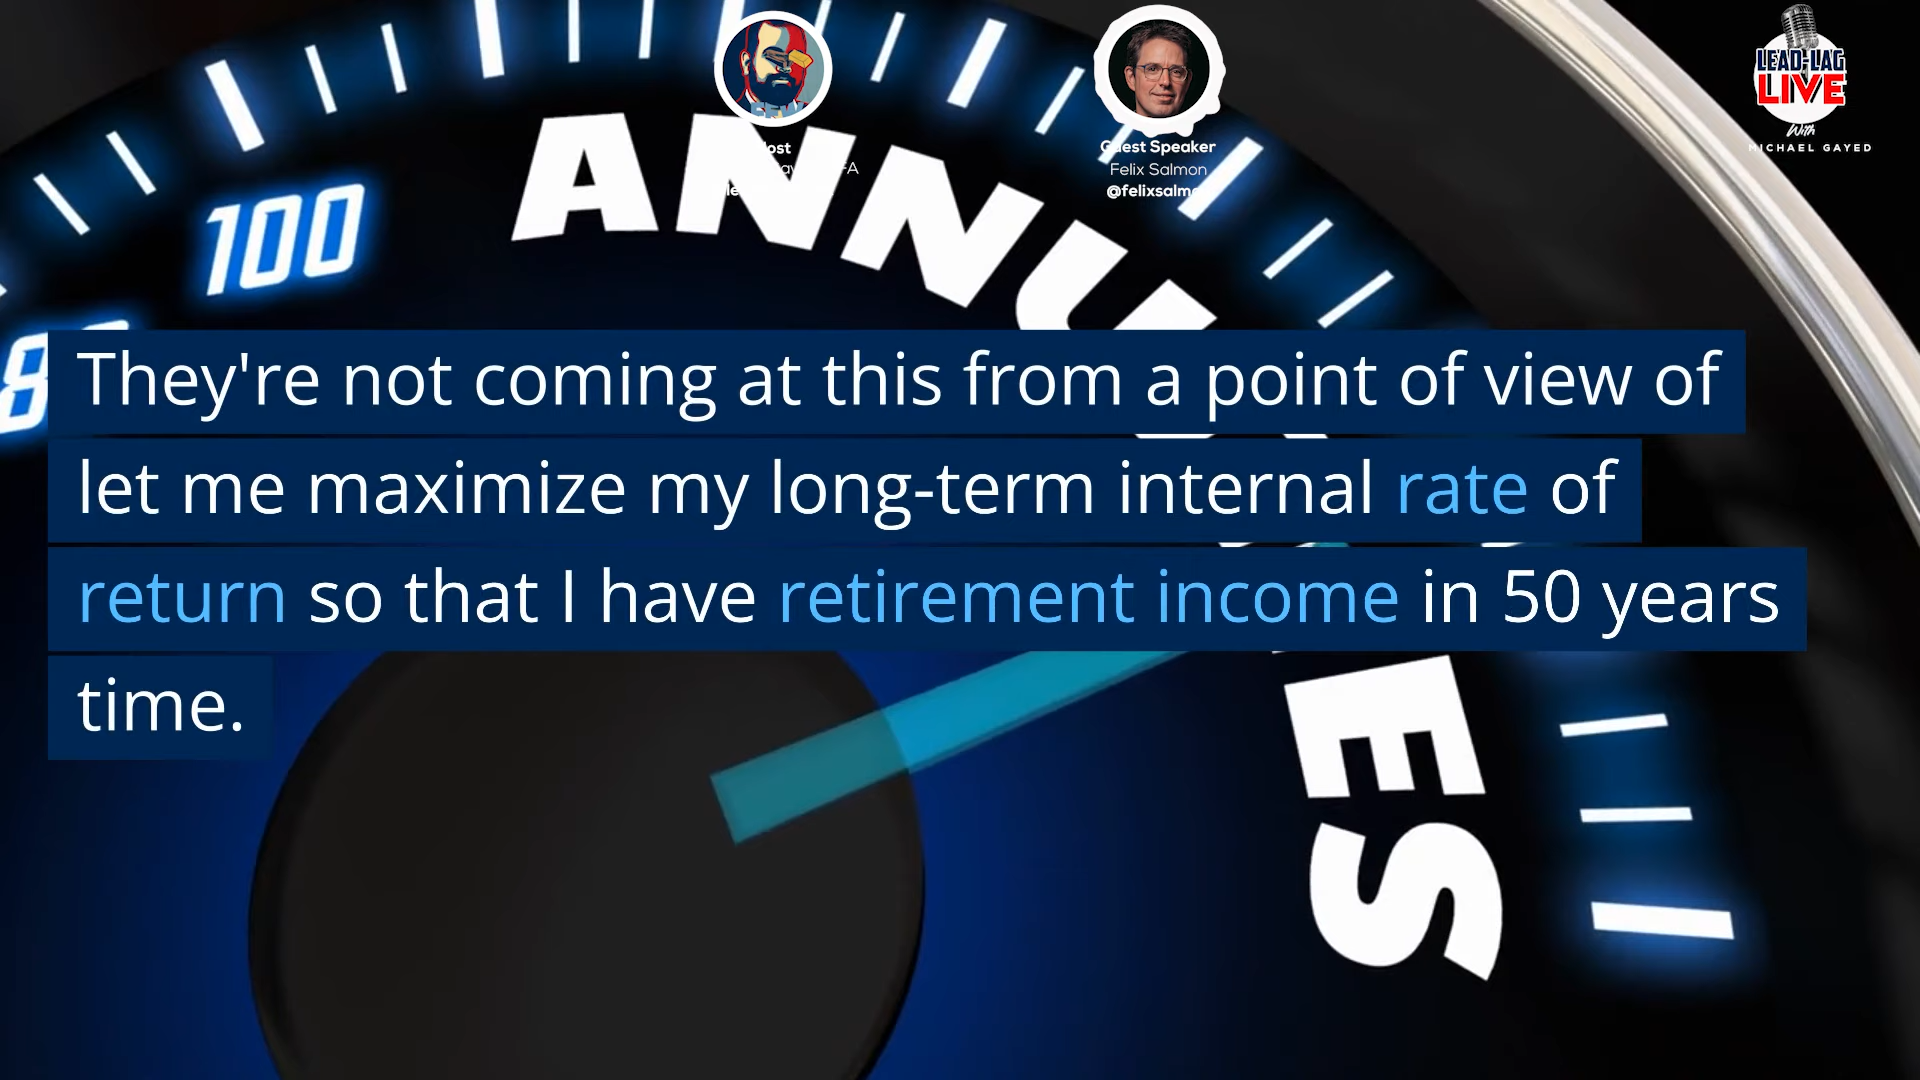 LEAD-LAG
LIVE
With
MICHAEL GAYED
Guest Speaker
Felix Salmon
100
They're not coming at this from a point of view of
let me maximize my long-term internal rate of
return so that I have retirement income in 50 years
time.